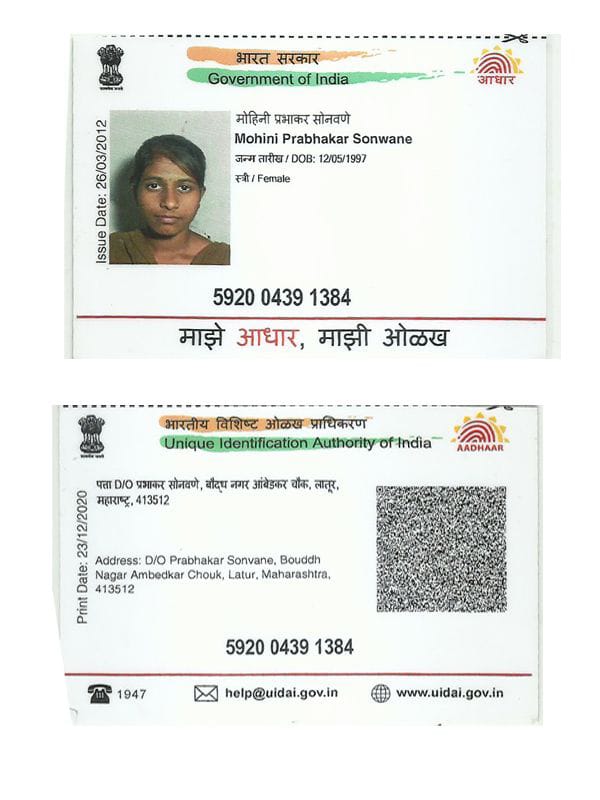 भारत सरकार
Government of India
आधार
Issue Date: 26/03/2012
मोहिनी प्रभाकर सोनवणे
Mohini Prabhakar Sonwane
जन्म तारीख / DOB: 12/05/1997
स्त्री / Female
5920 0439 1384
माझे आधार, माझी ओळख
भारतीय विशिष्ट ओळख प्राधिकरण
Unique Identification Authority of India
AADHAAR
Print Date: 23/12/2020
पत्ता D/O प्रभाकर सोनवणे, बौद्ध नगर आंबेडकर चौक, लातूर,
महाराष्ट्र, 413512
Address: D/O Prabhakar Sonvane, Bouddh
Nagar Ambedkar Chouk, Latur, Maharashtra,
413512
5920 0439 1384
1947 help@uidai.gov.in www.uidai.gov.in